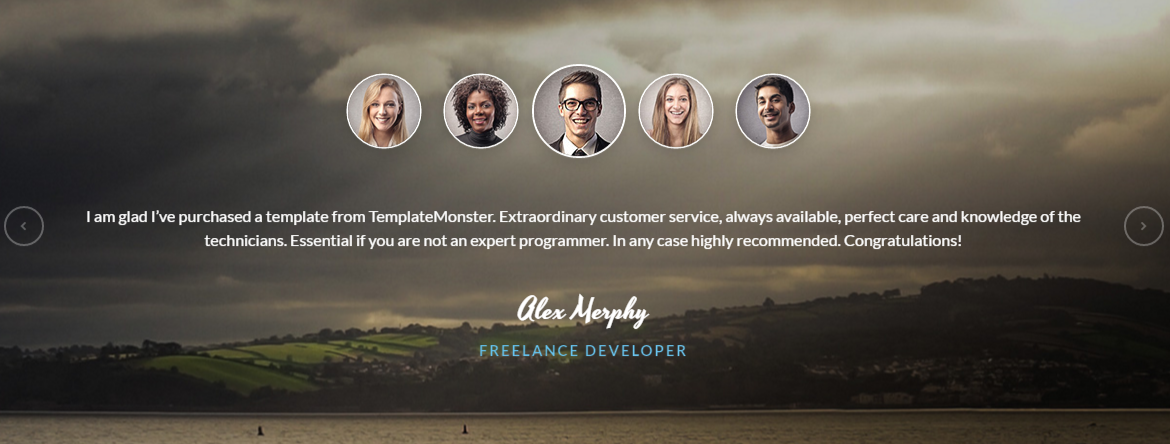 I am glad I've purchased a template from TemplateMonster. Extraordinary customer service, always available, perfect care and knowledge of the
technicians. Essential if you are not an expert programmer. In any case highly recommended. Congratulations!
Alex Merphy
FREELANCE DEVELOPER